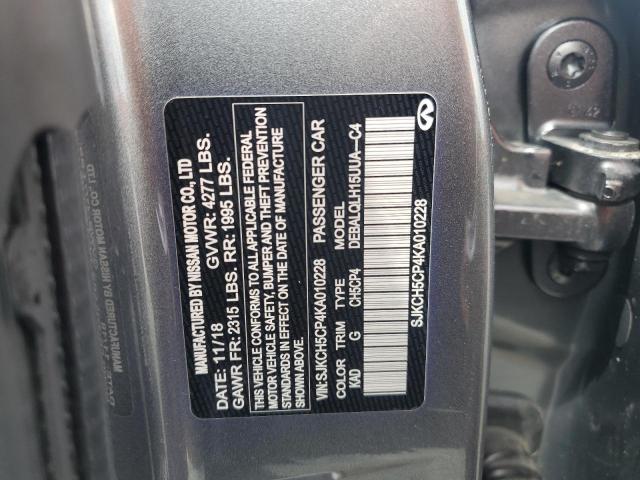 MANUFACTURED BY NISSAN MOTOR CO., LTD
11/18 GVWR: 4277 LBS.
GAWR FR: 2315 LBS. RR: 1995 LBS.
THIS VEHICLE CONFORMS TO ALL APPLICABLE FEDERAL
MOTOR VEHICLE SAFETY, BUMPER AND THEFT PREVENTION
STANDARDS IN EFFECT ON THE DATE OF MANUFACTURE
SHOWN ABOVE.
VIN: SJKCH5CP4KA010228 PASSENGER CAR
COLOR TRIM TYPE MODEL
KAD G CH5CP4 DEBALQLH15UUA-C4
SJKCH5CP4KA010228